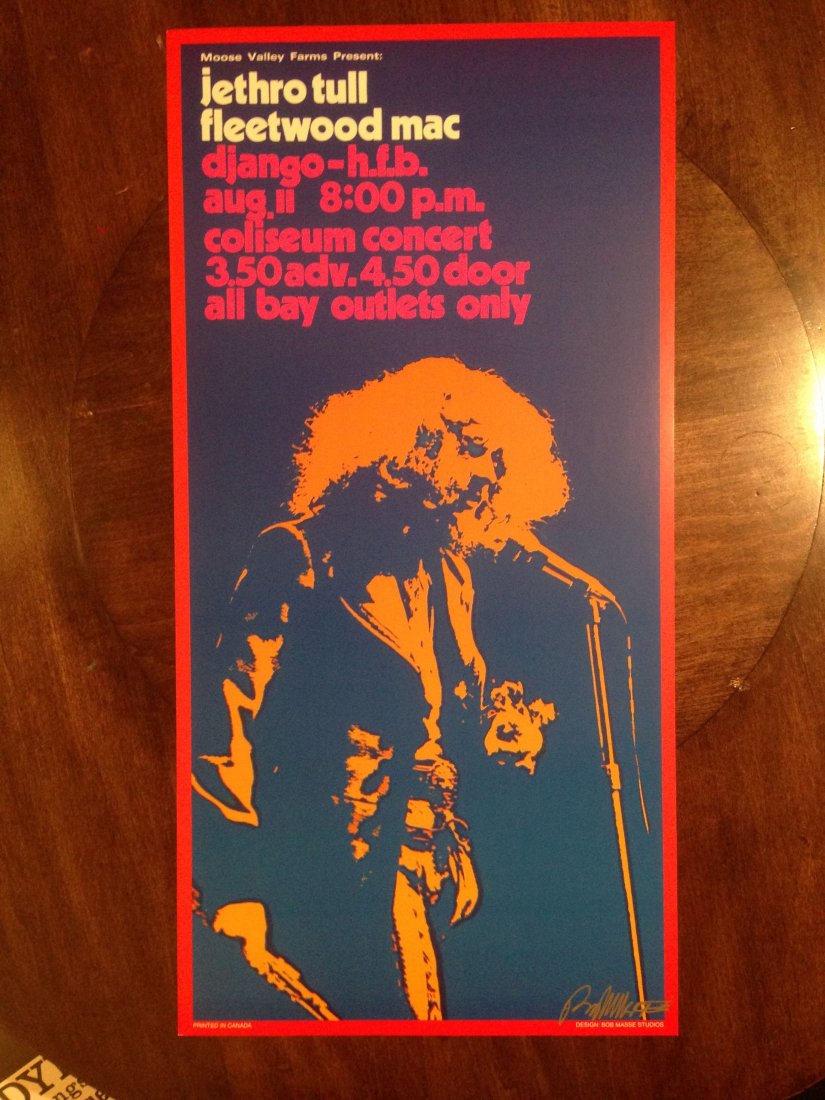 Moose Valley Farms Present:
jethro tull
fleetwood mac
django-h.f.b.
aug. 11 8:00 p.m.
coliseum concert
3.50 adv. 4.50 door
all bay outlets only
PRINTED IN CANADA
DESIGN: BOB MASSE STUDIOS